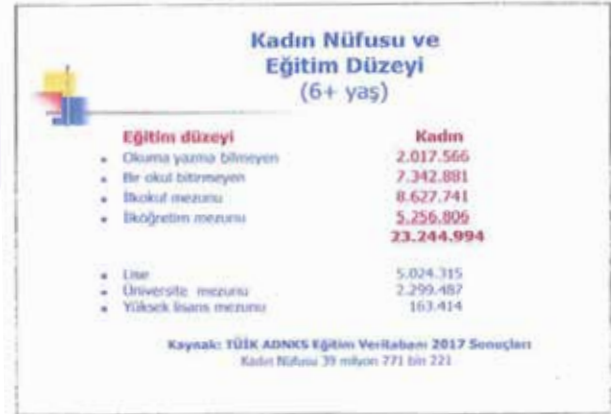 Kadın Nüfusu ve
Eğitim Düzeyi
(6+ yaş)
Eğitim düzeyi Kadın
• Okuma yazma bilmeyen 2.017.566
• Bir okul bitirmeyen 7.342.881
• İlkokul mezunu 8.627.741
• İlköğretim mezunu 5.256.806
23.244.994
• Lise 5.024.315
• Üniversite mezunu 2.299.487
• Yüksek lisans mezunu 163.414
Kaynak: TÜİK ADNKS Eğitim Veritabanı 2017 Sonuçları
Kadın Nüfusu 39 milyon 771 bin 221